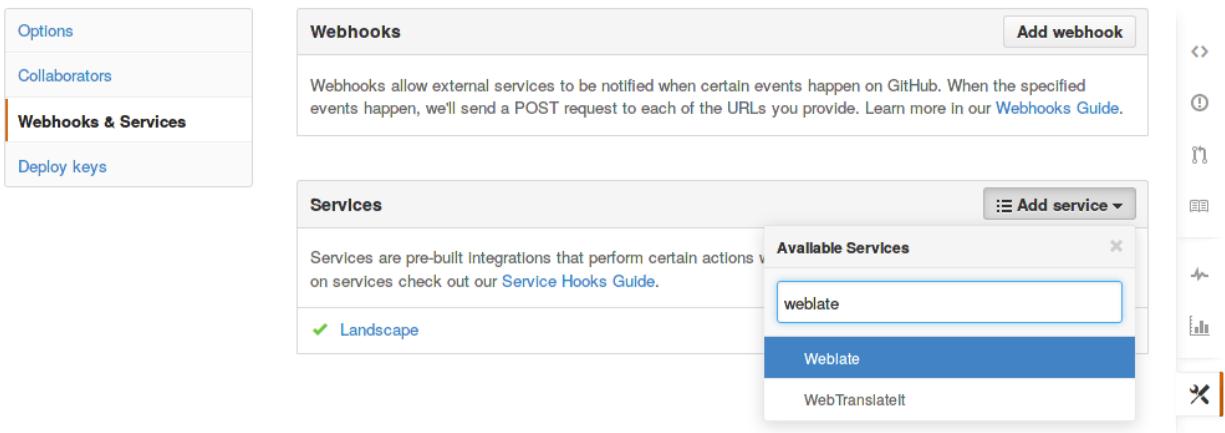 Options
Collaborators
Webhooks & Services
Deploy keys
Webhooks
Add webhook
Webhooks allow external services to be notified when certain events happen on GitHub. When the specified
events happen, we'll send a POST request to each of the URLs you provide. Learn more in our Webhooks Guide.
Services
Add service
Services are pre-built integrations that perform certain actions
on services check out our Service Hooks Guide.
Landscape
Available Services
weblate
Weblate
WebTranslateIt